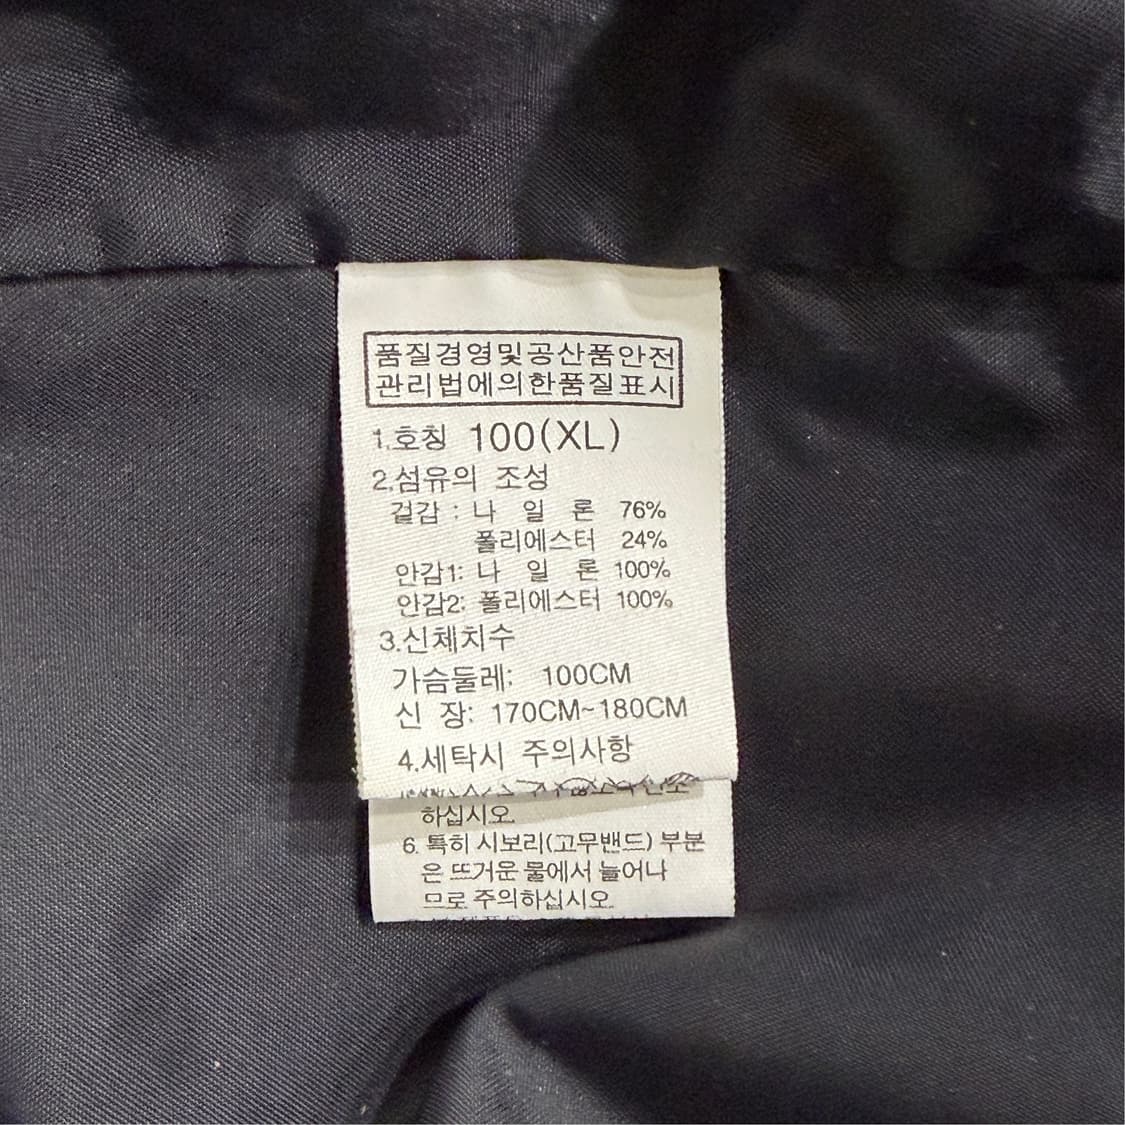 품질경영및공산품안전
관리법에의한품질표시
1.호칭 100(XL)
2.섬유의 조성
겉감 : 나 일 론 76%
폴리에스터 24%
안감1: 나 일 론 100%
안감2: 폴리에스터 100%
3.신체치수
가슴둘레: 100CM
신 장: 170CM~180CM
4.세탁시 주의사항
하십시오.
6. 특히 시보리(고무밴드) 부분
은 뜨거운 물에서 늘어나
므로 주의하십시오.